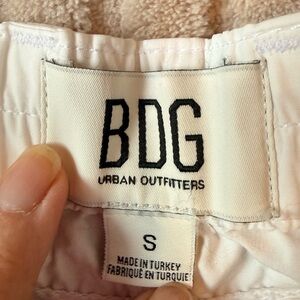 BDG
URBAN OUTFITTERS
S
MADE IN TURKEY
FABRIQUÉ EN TURQUIE